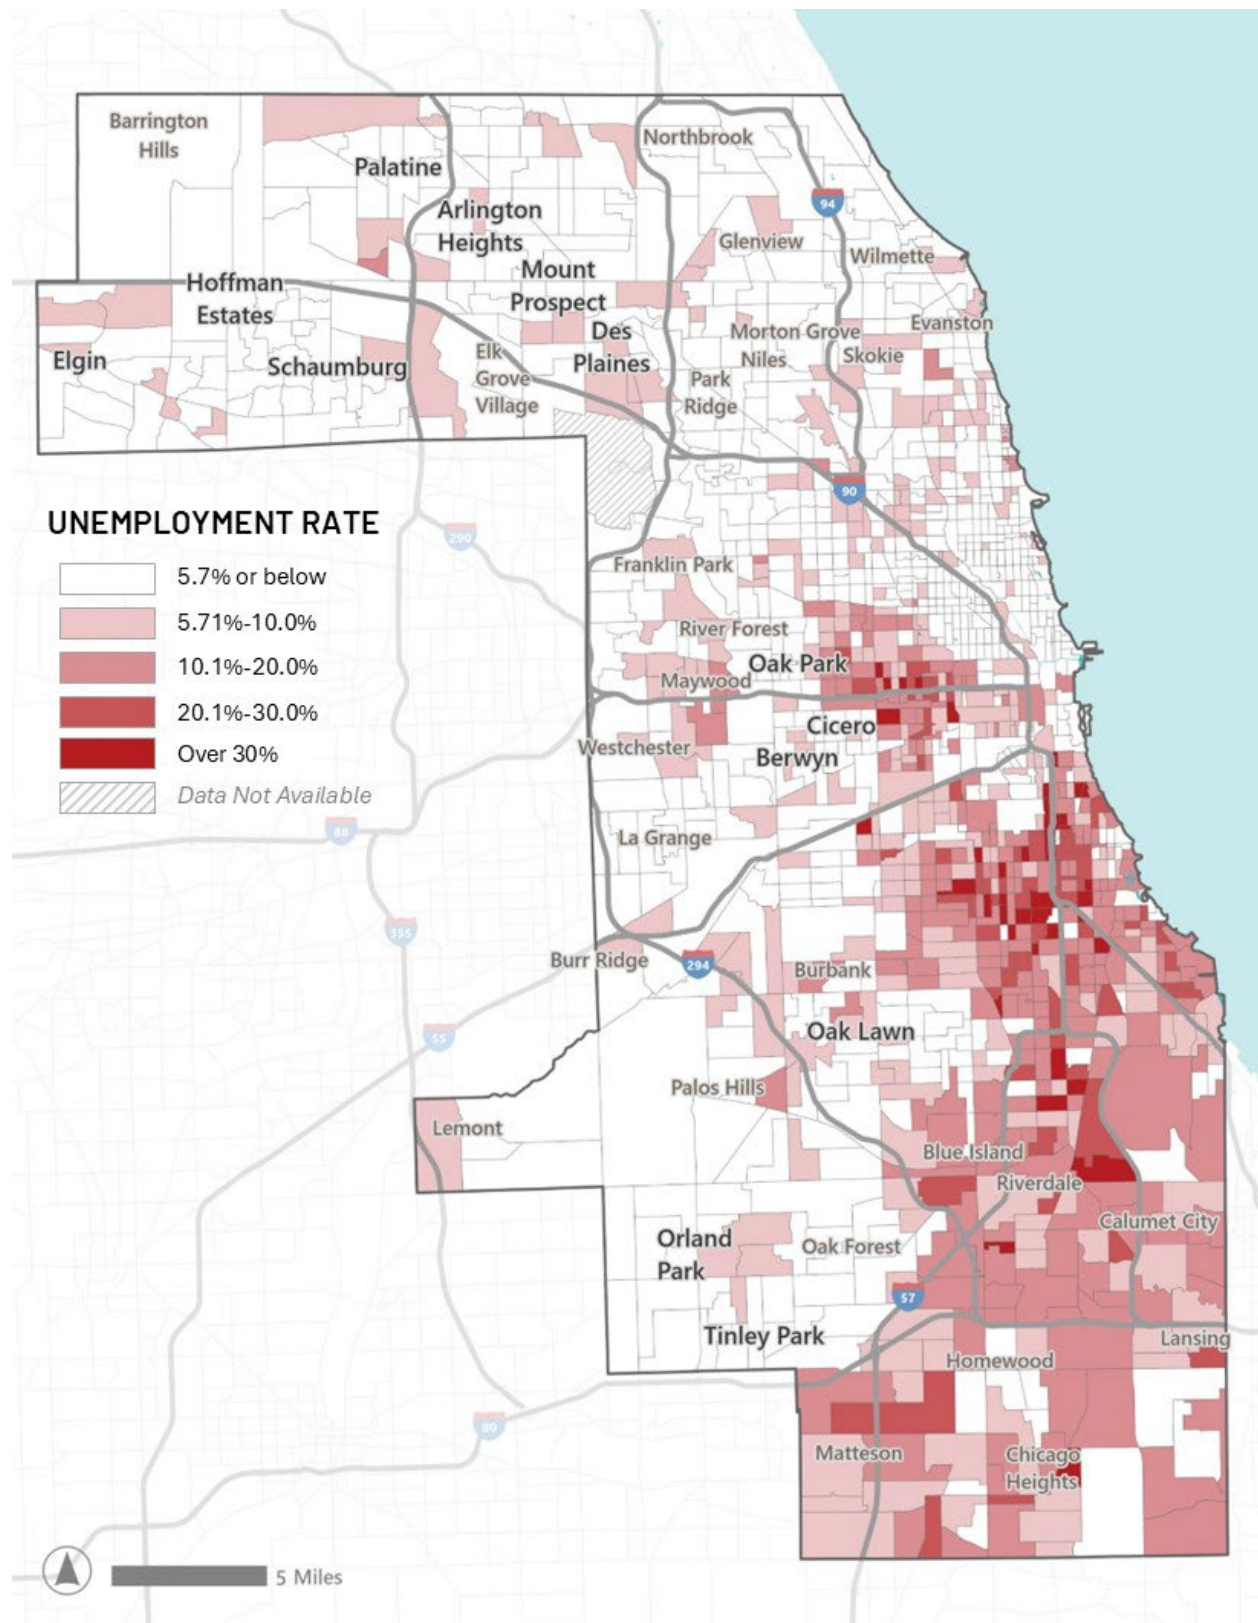 Barrington
Hills
Northbrook
Palatine
94
Arlington
Heights
Glenview
Wilmette
Mount
Prospect
Hoffman
Estates
Evanston
Morton Grove
Des
Plaines
Niles
Skokie
Elgin
Schaumburg
Elk
Grove
Village
Park
Ridge
90
UNEMPLOYMENT RATE
5.7% or below
5.71%-10.0%
10.1%-20.0%
20.1%-30.0%
Over 30%
Data Not Available
290
Franklin Park
River Forest
Oak Park
Maywood
Cicero
Westchester
Berwyn
88
La Grange
355
Burr Ridge
294
Burbank
55
Oak Lawn
Palos Hills
Lemont
Blue Island
Riverdale
Calumet City
Orland
Park
Oak Forest
57
Tinley Park
Lansing
Homewood
80
Matteson
Chicago
Heights
5 Miles